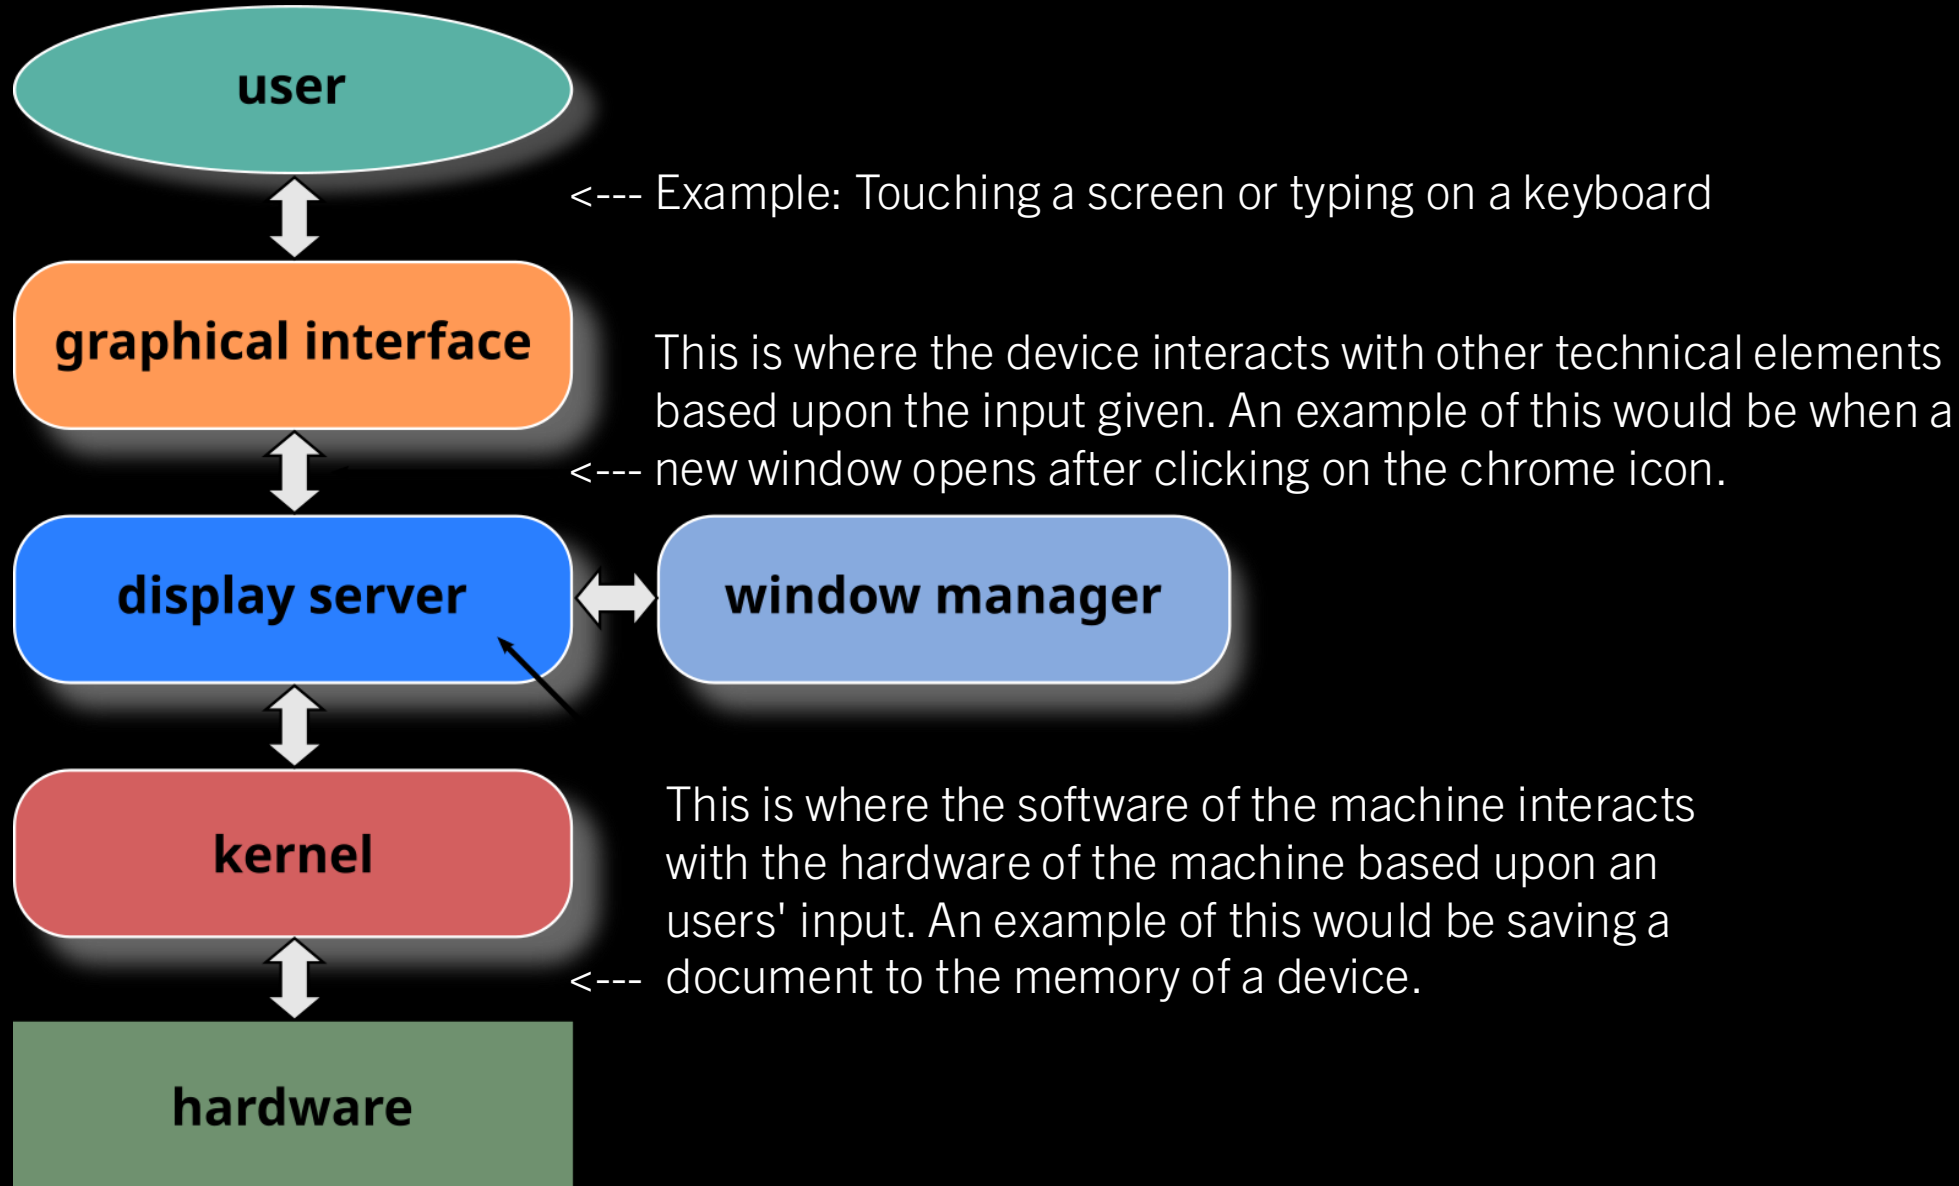 user
<--- Example: Touching a screen or typing on a keyboard
graphical interface
This is where the device interacts with other technical elements
based upon the input given. An example of this would be when a
<--- new window opens after clicking on the chrome icon.
display server
window manager
kernel
This is where the software of the machine interacts
with the hardware of the machine based upon an
users' input. An example of this would be saving a
<--- document to the memory of a device.
hardware